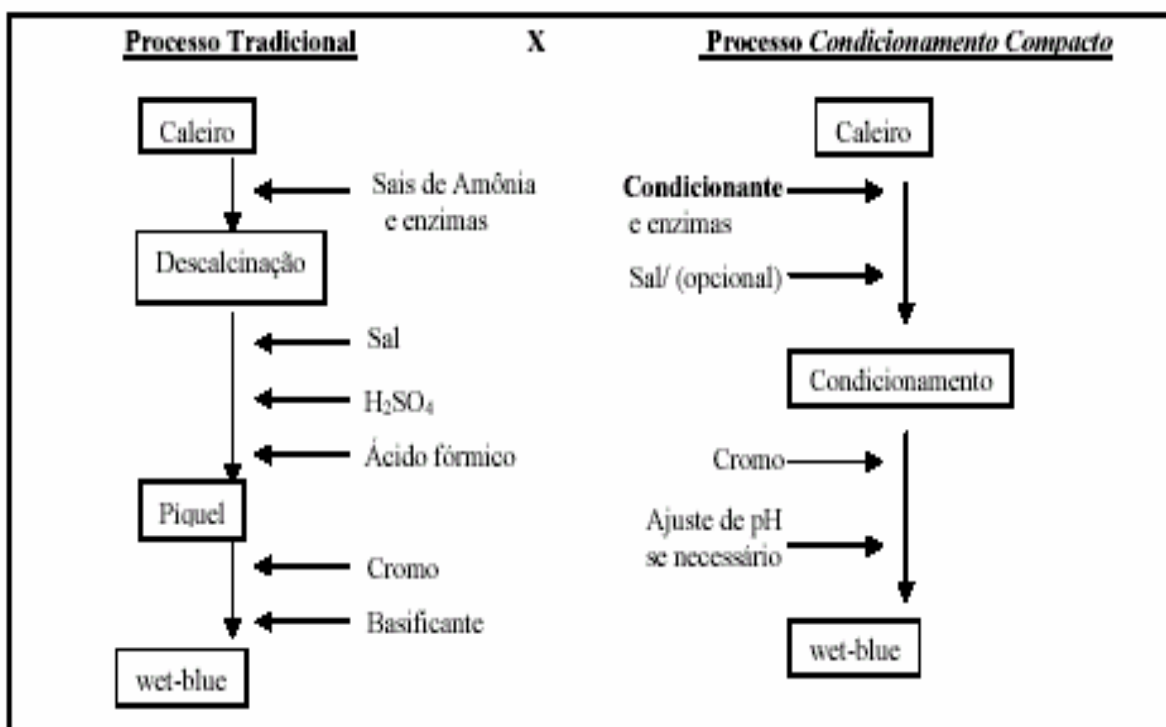 Processo Tradicional
X
Processo Condicionamento Compacto
Caleiro
Sais de Amônia
e enzimas
Descalcinação
Sal
H₂SO₄
Ácido fórmico
Piquel
Cromo
Basificante
wet-blue
Caleiro
Condicionante
e enzimas
Sal/ (opcional)
Condicionamento
Cromo
Ajuste de pH
se necessário
wet-blue